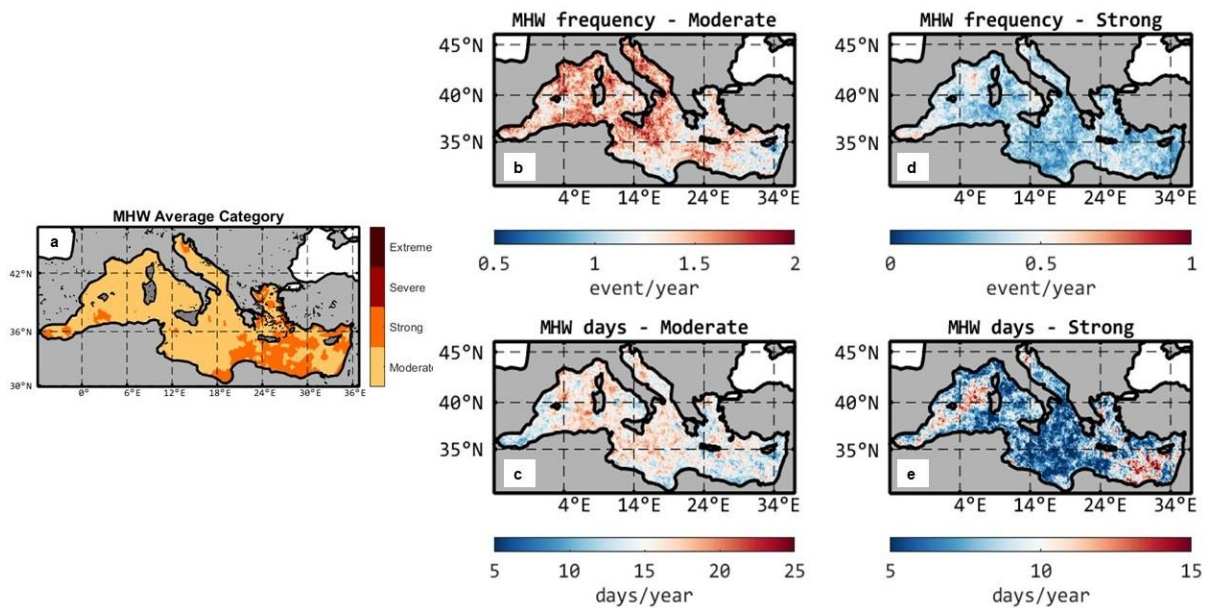 MHW Average Category
a
Extreme
Severe
Strong
Moderat
42°N
36°N
30°N
0° 6°E 12°E 18°E 24°E 30°E 36°E
MHW frequency - Moderate
45°N
40°N
35°N
b
4°E 14°E 24°E 34°E
0.5 1 1.5 2
event/year
MHW frequency - Strong
45°N
40°N
35°N
d
4°E 14°E 24°E 34°E
0 0.5 1
event/year
MHW days - Moderate
45°N
40°N
35°N
c
4°E 14°E 24°E 34°E
5 10 15 20 25
days/year
MHW days - Strong
45°N
40°N
35°N
e
4°E 14°E 24°E 34°E
5 10 15
days/year